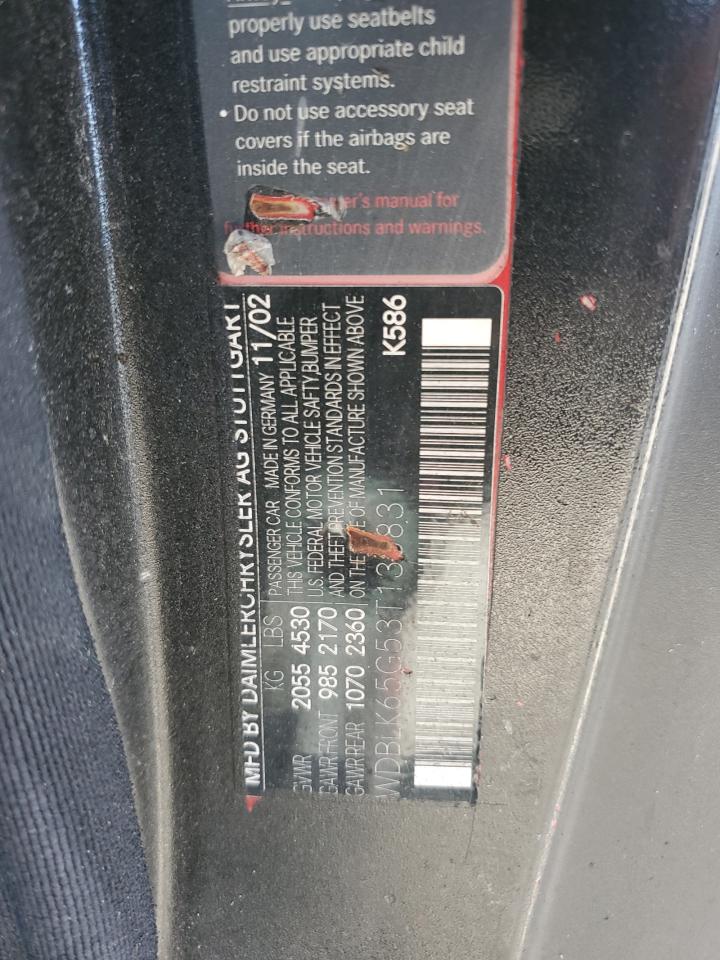 properly use seatbelts
and use appropriate child
restraint systems.
• Do not use accessory seat
covers if the airbags are
inside the seat.
manual for
further instructions and warnings.
MFD BY DAIMLERCHRYSLER AG STUTTGART
PASSENGER CAR MADE IN GERMANY 11/02
KG LBS
THIS VEHICLE CONFORMS TO ALL APPLICABLE
GVWR 2055 4530
U.S. FEDERAL MOTOR VEHICLE SAFTY,BUMPER
GAWR FRONT 985 2170
AND THEFT PREVENTION STANDARDS IN EFFECT
GAWR REAR 1070 2360
ON THE DATE OF MANUFACTURE SHOWN ABOVE
K586